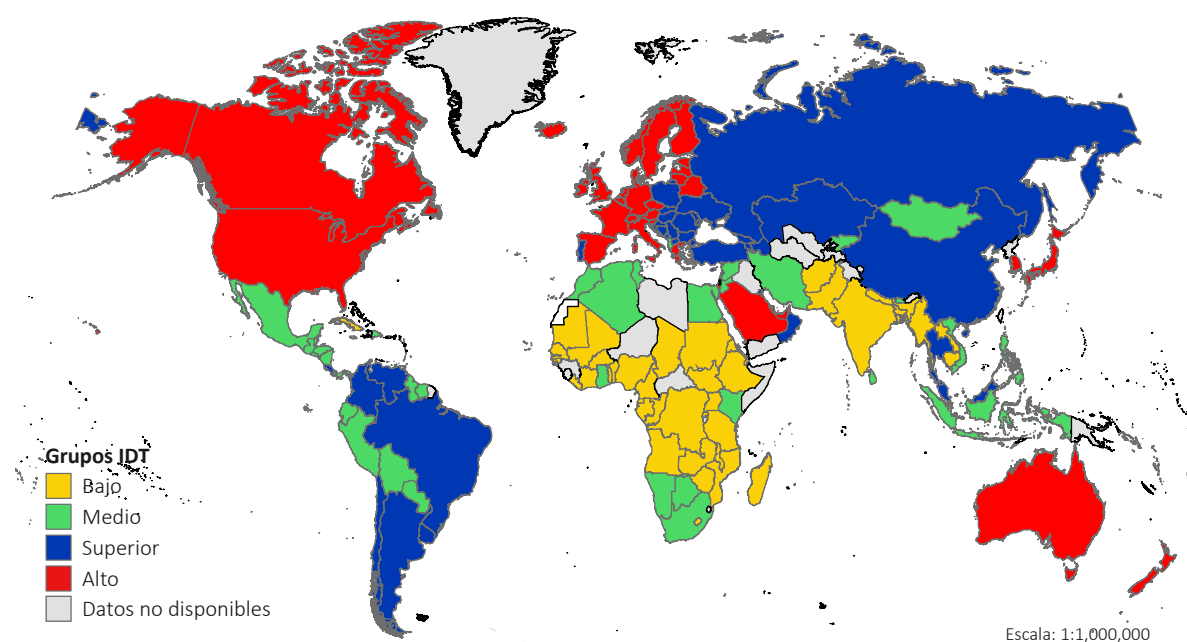 Grupos IDT
Bajo
Medio
Superior
Alto
Datos no disponibles
Escala: 1:1,000,000